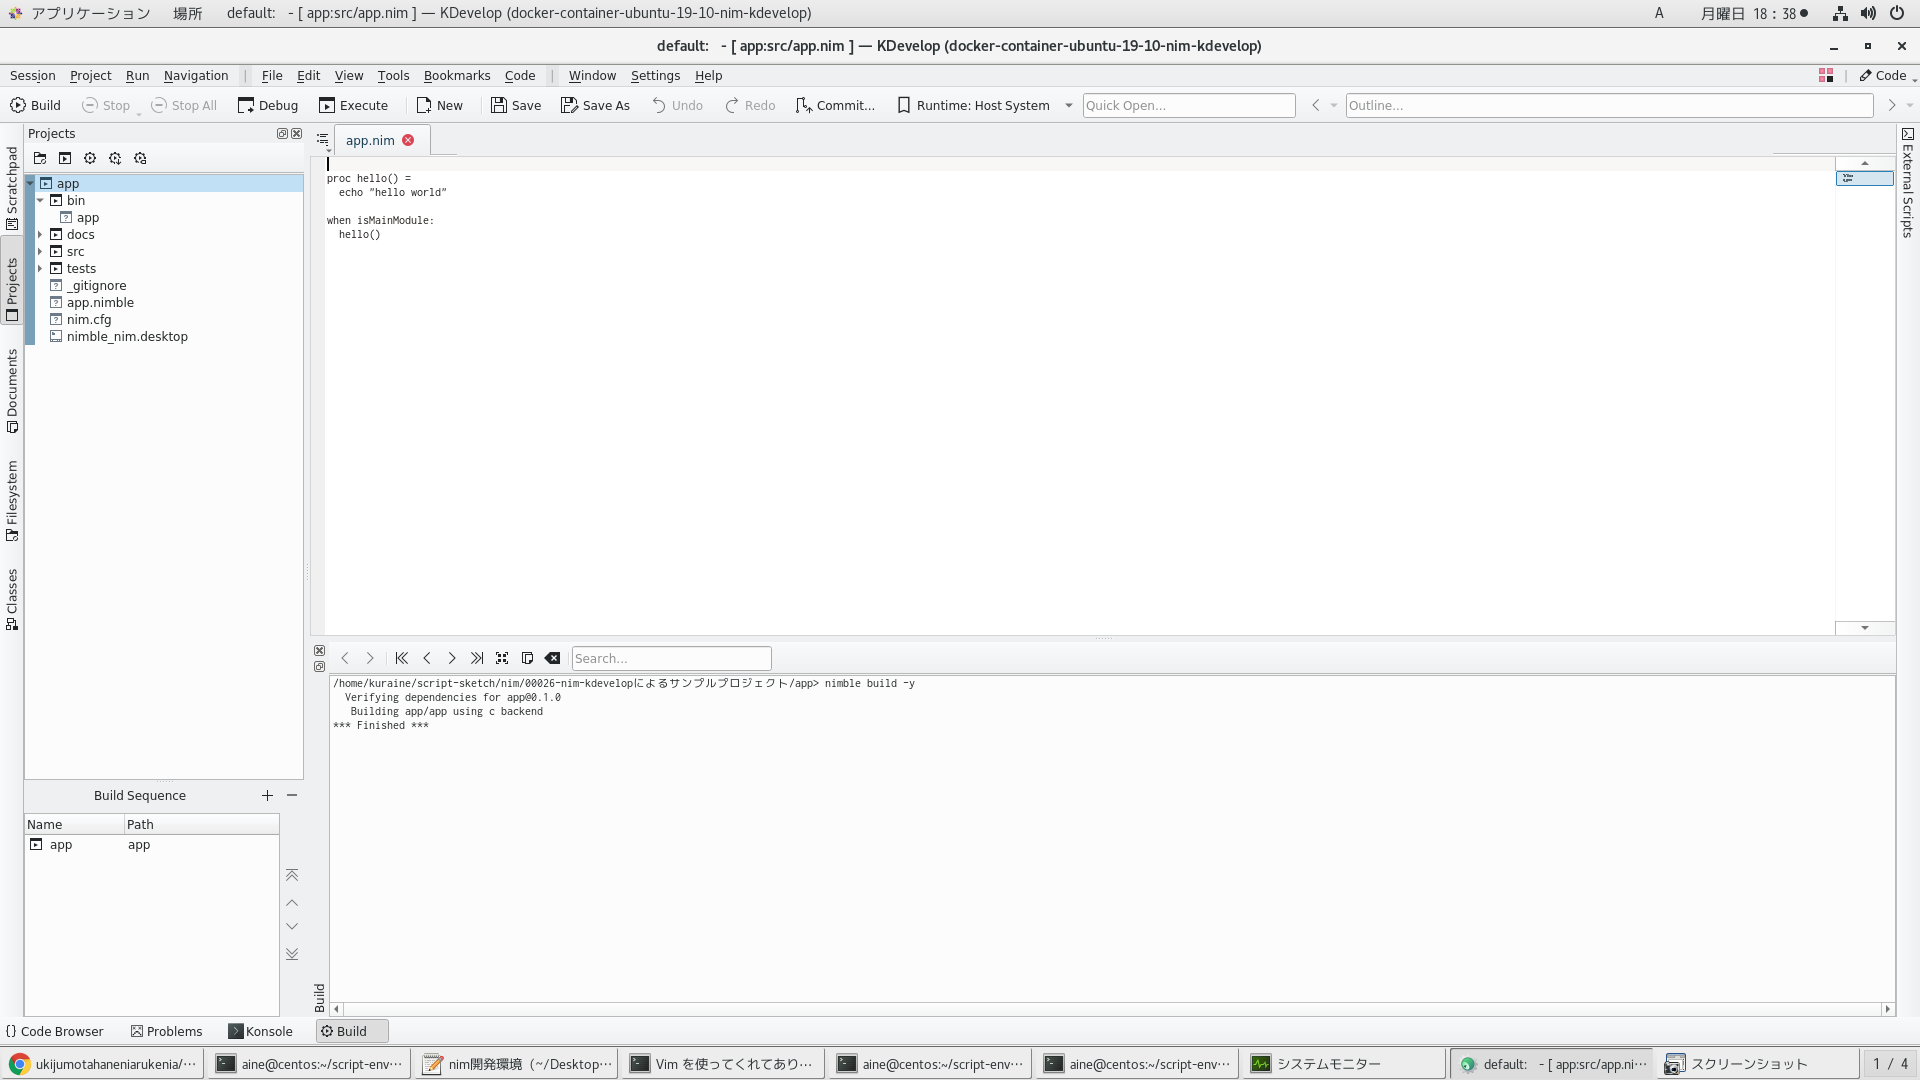 アプリケーション 場所 default: - [ app:src/app.nim ] — KDevelop (docker-container-ubuntu-19-10-nim-kdevelop) A 月曜日 18：38●
default: - [ app:src/app.nim ] — KDevelop (docker-container-ubuntu-19-10-nim-kdevelop)
Session Project Run Navigation | File Edit View Tools Bookmarks Code | Window Settings Help Code
Build Stop Stop All Debug Execute New Save Save As Undo Redo Commit... Runtime: Host System Quick Open... Outline...
Projects
app.nim
Scratchpad
Projects
Documents
Filesystem
Classes
External Scripts
app
bin
app
docs
src
tests
_gitignore
app.nimble
nim.cfg
nimble_nim.desktop
proc hello() =
echo "hello world"
when isMainModule:
hello()
Search...
/home/kuraine/script-sketch/nim/00026-nim-kdevelopによるサンプルプロジェクト/app> nimble build -y
Verifying dependencies for app@0.1.0
Building app/app using c backend
*** Finished ***
Build Sequence
Name Path
app app
Build
Code Browser Problems Konsole Build
ukijumotahaneniarukenia/··· aine@centos:~/script-env··· nim開発環境（~/Desktop··· Vim を使ってくれてあり··· aine@centos:~/script-env··· aine@centos:~/script-env··· システムモニター default: - [ app:src/app.ni··· スクリーンショット 1 / 4